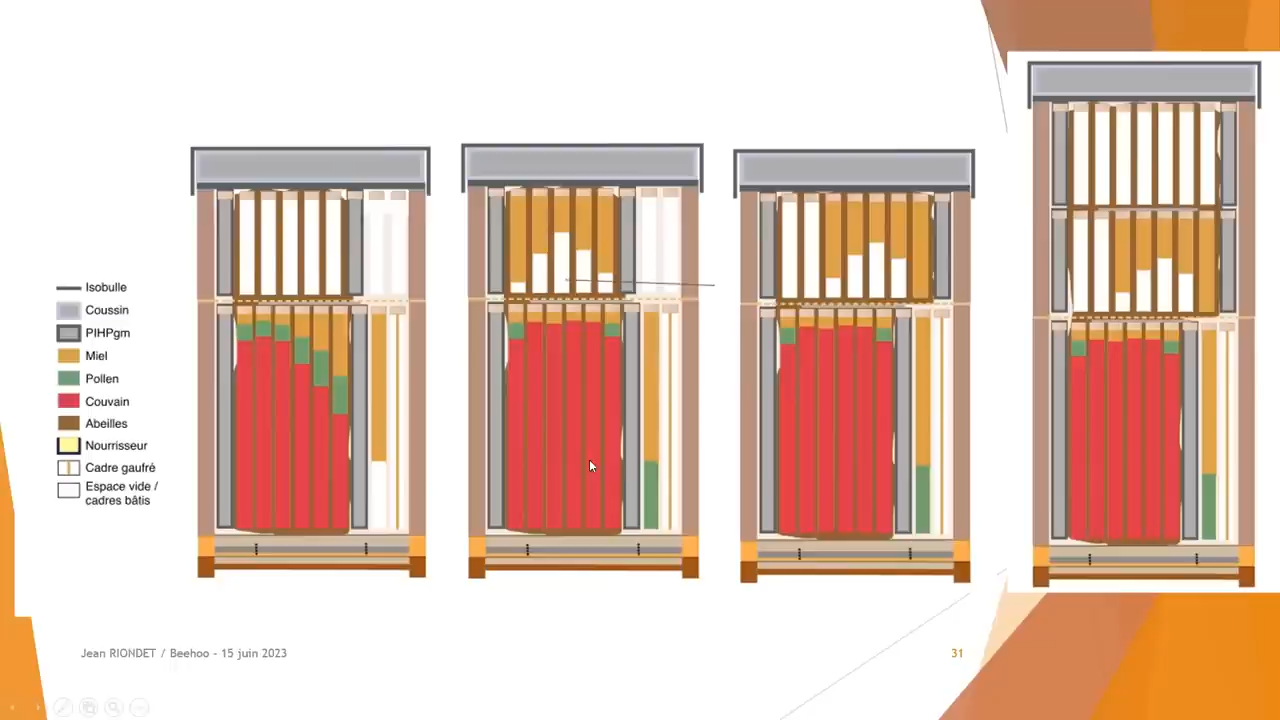 Isobulle
Coussin
PIHPgm
Miel
Pollen
Couvain
Abeilles
Nourrisseur
Cadre gaufré
Espace vide /
cadres bâtis
Jean RIONDET / Beehoo - 15 juin 2023
31